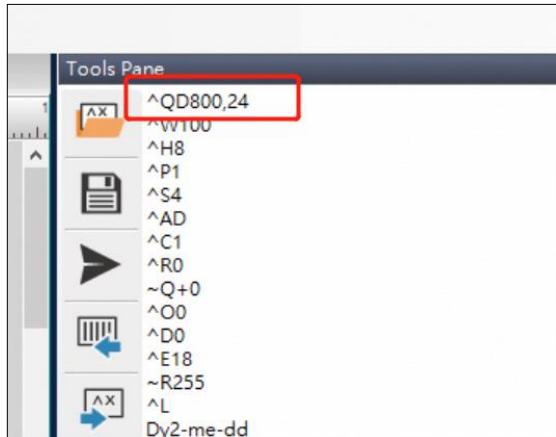 Tools Pane
1
^QD800,24
^W100
^H8
^P1
^S4
^AD
^C1
^R0
~Q+0
^O0
^D0
^E18
~R255
^L
Dy2-me-dd
^X
^X